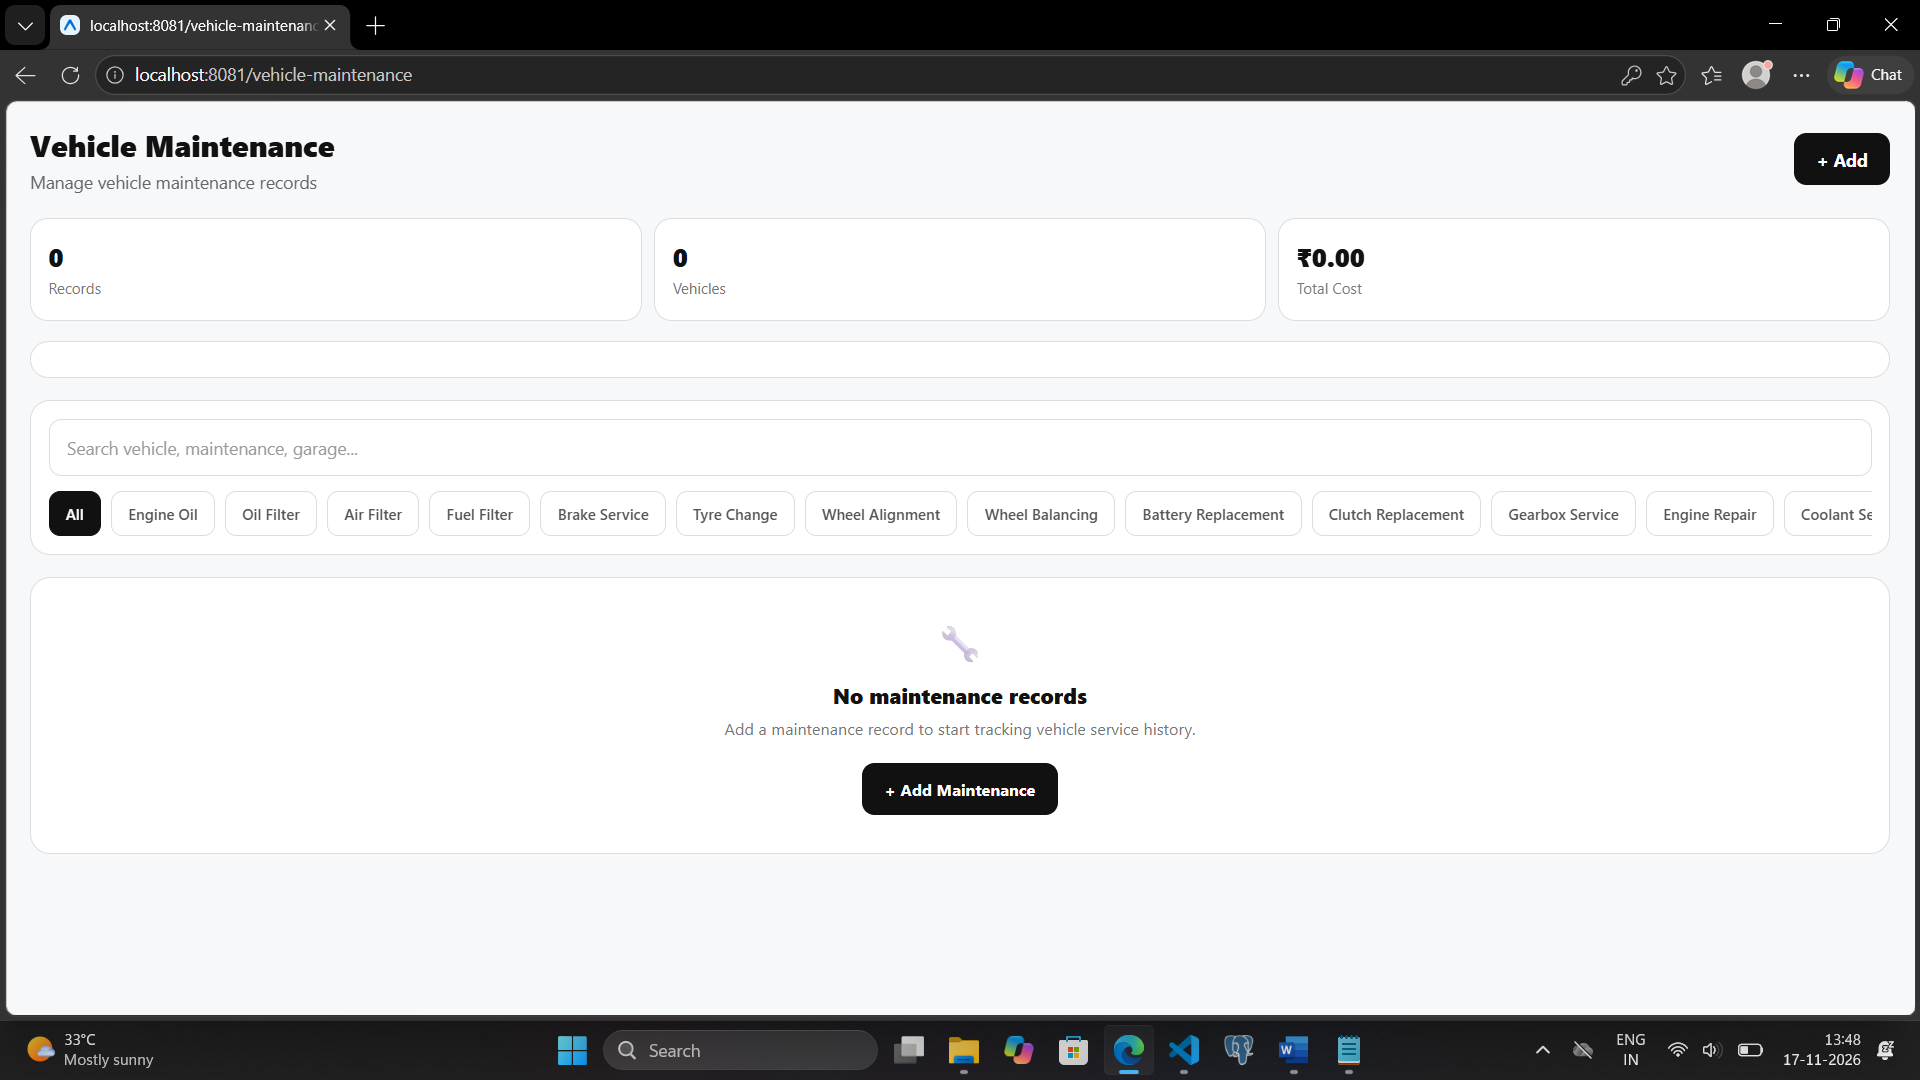 localhost:8081/vehicle-maintenanc
localhost:8081/vehicle-maintenance
Chat
Vehicle Maintenance
Manage vehicle maintenance records
+ Add
0
Records
0
Vehicles
₹0.00
Total Cost
Search vehicle, maintenance, garage...
All
Engine Oil
Oil Filter
Air Filter
Fuel Filter
Brake Service
Tyre Change
Wheel Alignment
Wheel Balancing
Battery Replacement
Clutch Replacement
Gearbox Service
Engine Repair
Coolant Se
No maintenance records
Add a maintenance record to start tracking vehicle service history.
+ Add Maintenance
33°C
Mostly sunny
Search
ENG
IN
13:48
17-11-2026